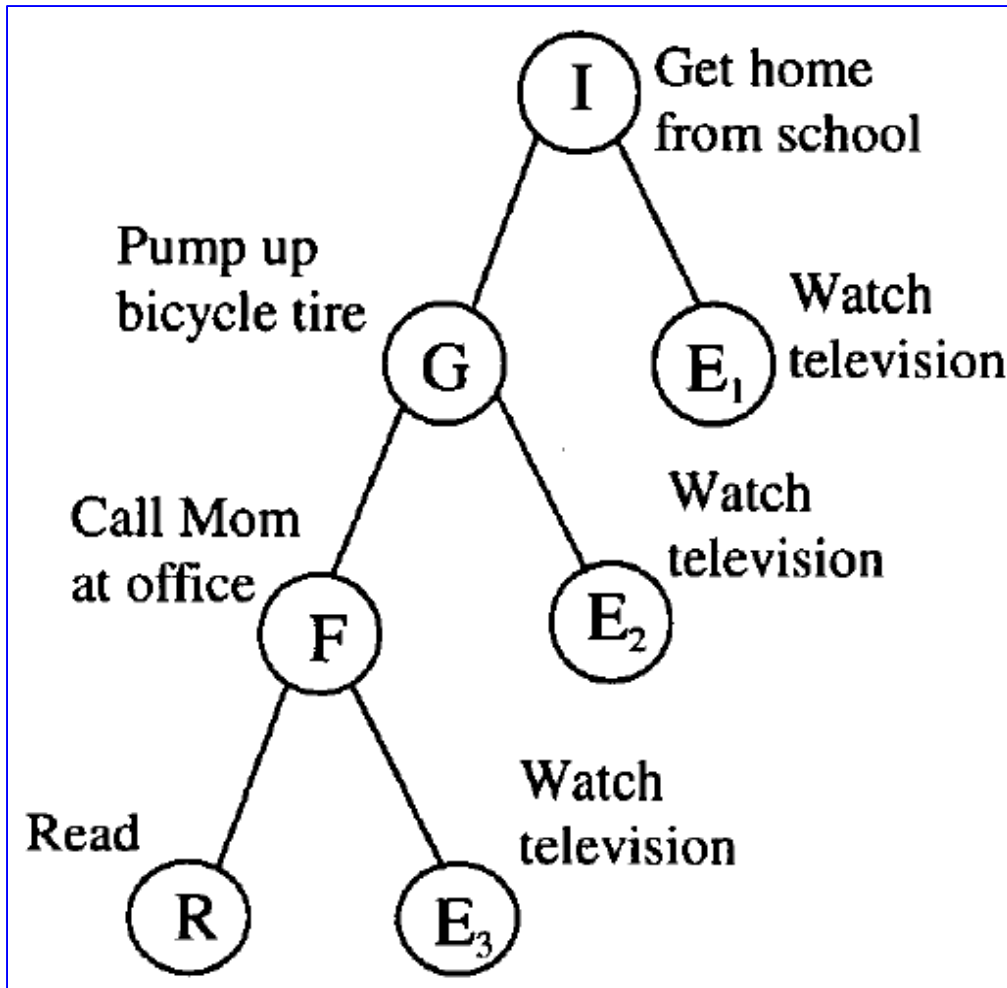 I
Get home
from school
Pump up
bicycle tire
G
Watch
television
E₁
Call Mom
at office
F
Watch
television
E₂
Read
R
Watch
television
E₃